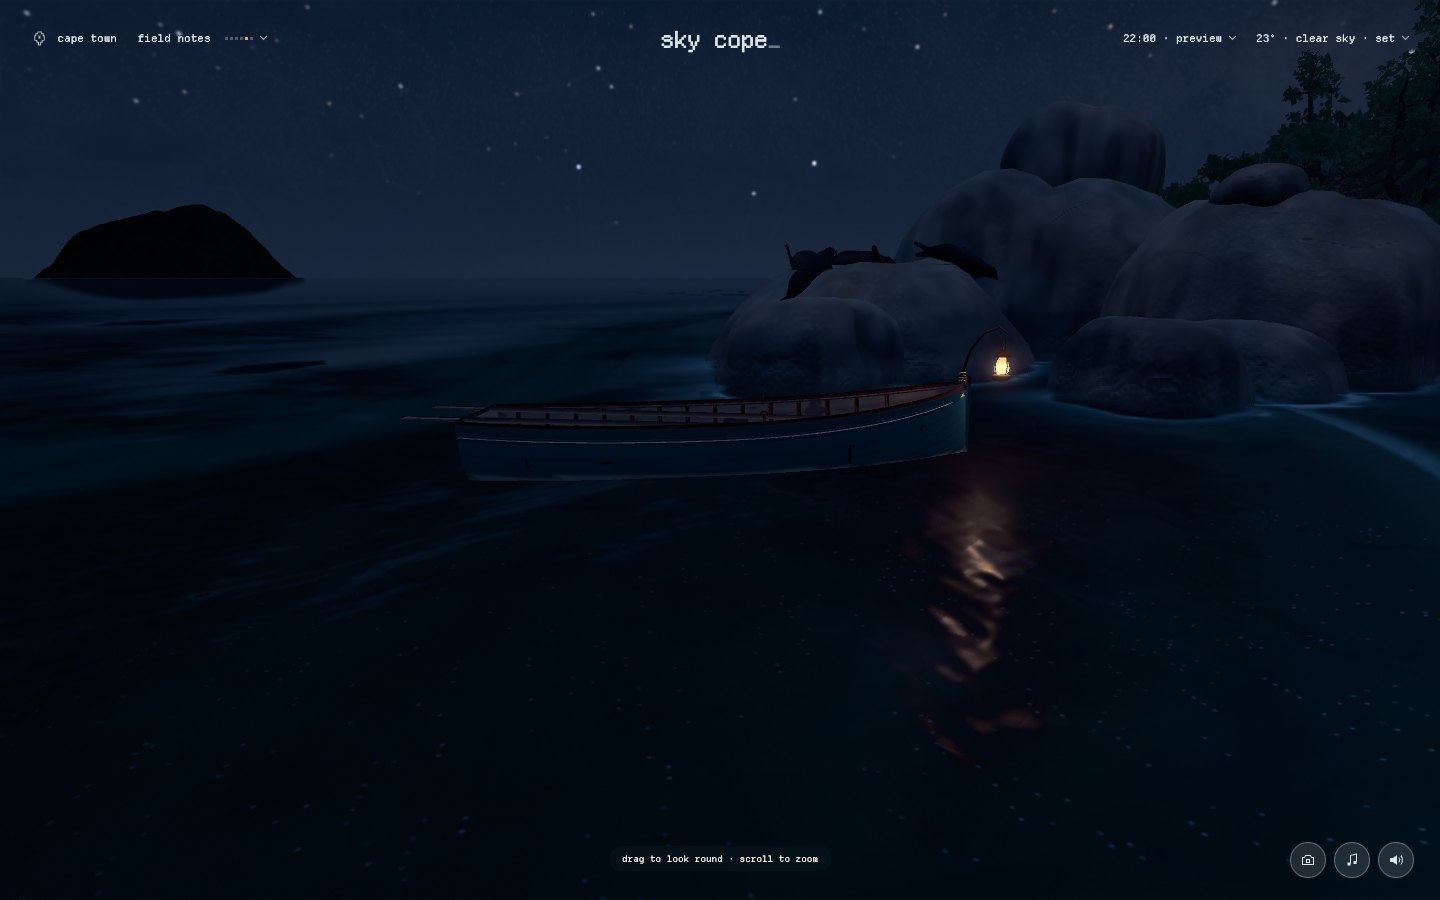 cape town
field notes
sky cope_
22:00 · preview
23° · clear sky · set
drag to look round · scroll to zoom